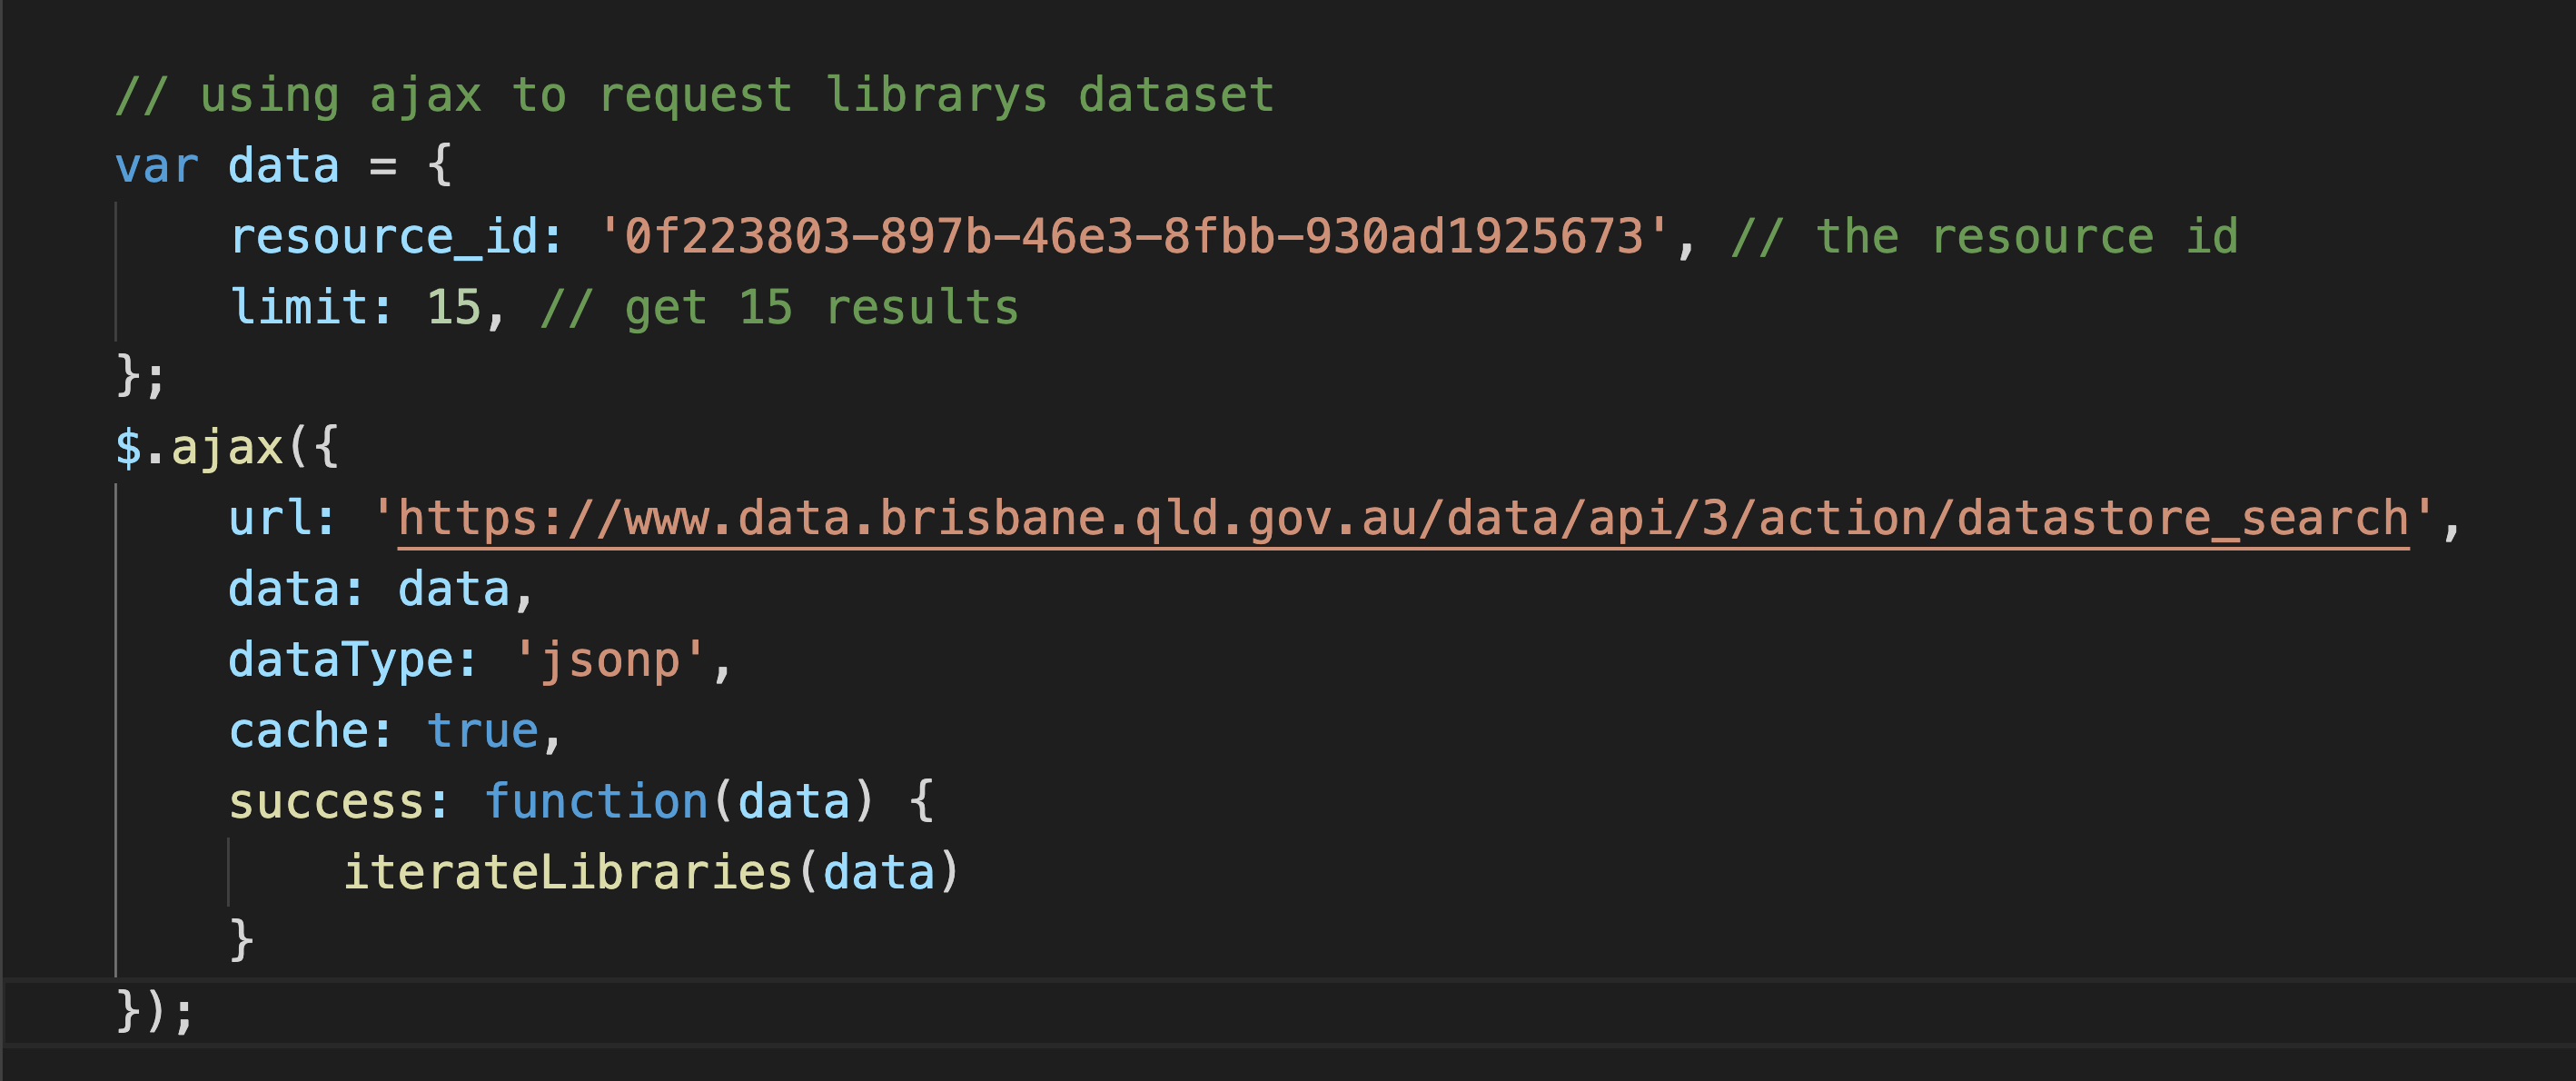 // using ajax to request librarys dataset
var data = {
    resource_id: '0f223803-897b-46e3-8fbb-930ad1925673', // the resource id
    limit: 15, // get 15 results
};
$.ajax({
    url: 'https://www.data.brisbane.qld.gov.au/data/api/3/action/datastore_search',
    data: data,
    dataType: 'jsonp',
    cache: true,
    success: function(data) {
        iterateLibraries(data)
    }
});